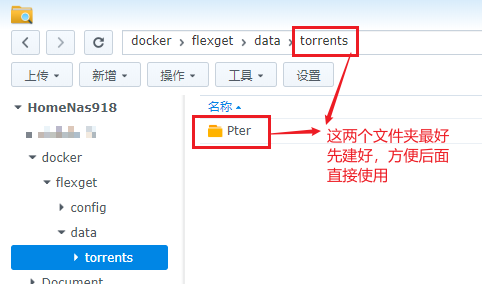 docker > flexget > data > torrents
上传 新增 操作 工具 设置
HomeNas918
名称
docker
Pter
flexget
config
data
torrents
Document
这两个文件夹最好
先建好，方便后面
直接使用